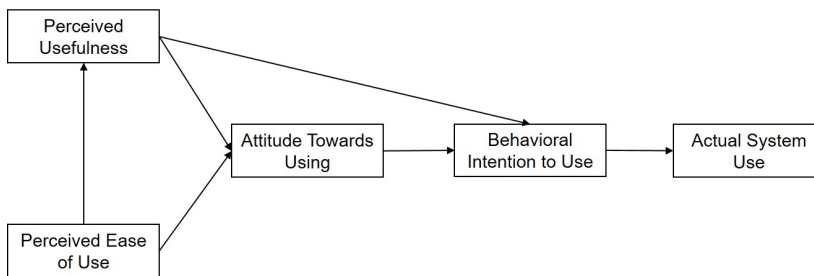 Perceived
Usefulness
Attitude Towards
Using
Behavioral
Intention to Use
Actual System
Use
Perceived Ease
of Use